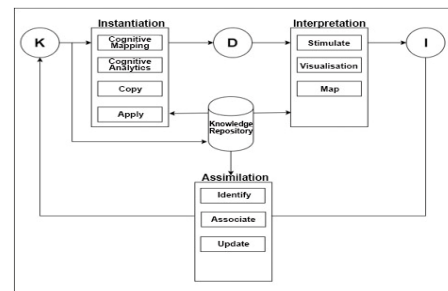 Instantiation
Interpretation
K
Cognitive
Mapping
Cognitive
Analytics
Copy
Apply
D
Stimulate
Visualisation
Map
I
Knowledge
Repository
Assimilation
Identify
Associate
Update